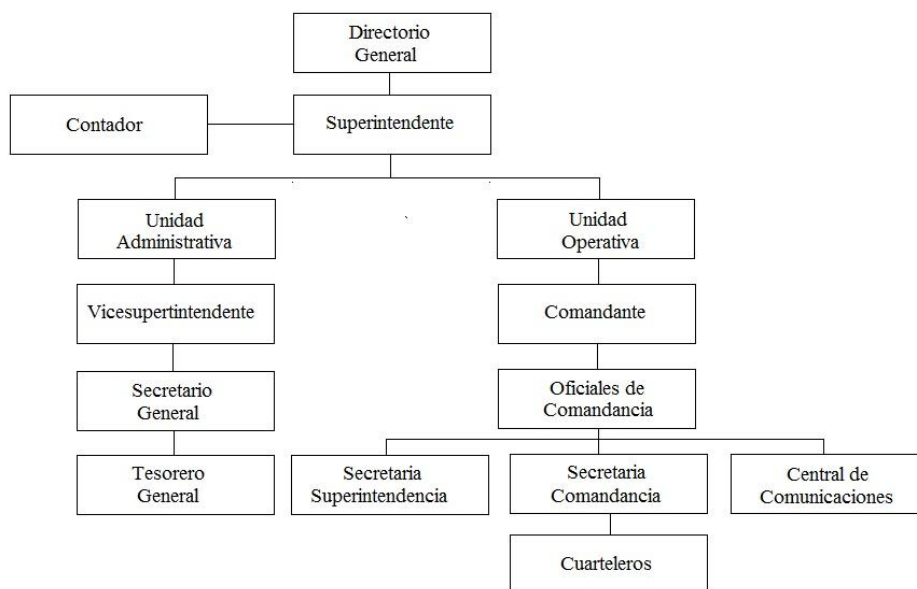 Directorio
General
Contador
Superintendente
Unidad
Administrativa
Unidad
Operativa
Vicesupertintendente
Comandante
Secretario
General
Oficiales de
Comandancia
Tesorero
General
Secretaria
Superintendencia
Secretaria
Comandancia
Central de
Comunicaciones
Cuarteleros